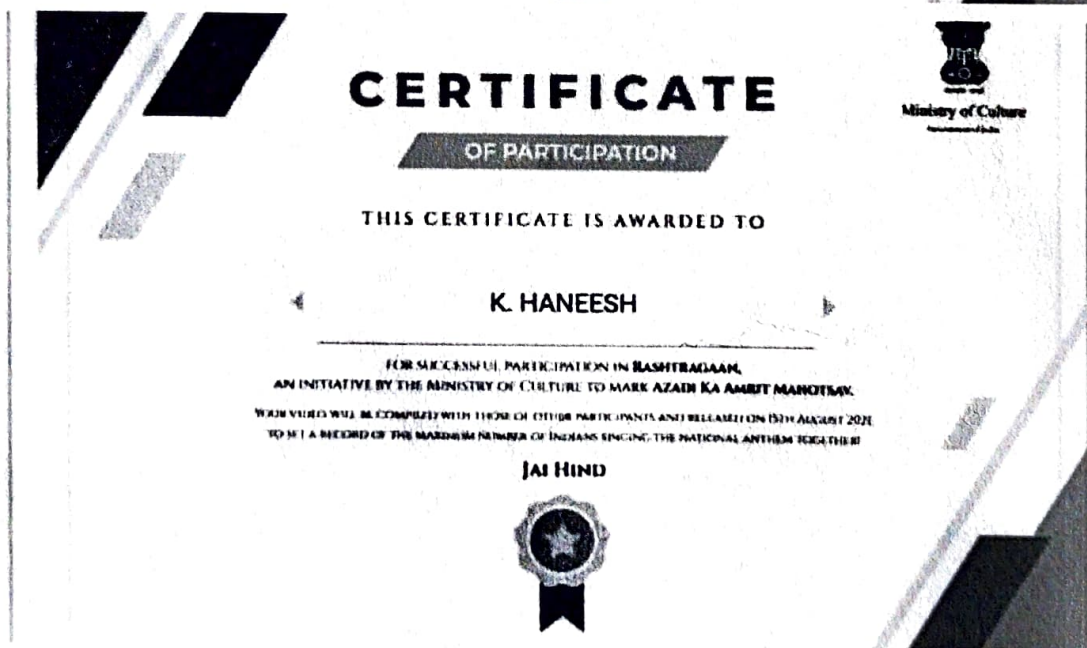 CERTIFICATE
OF PARTICIPATION
Ministry of Culture
Government of India
THIS CERTIFICATE IS AWARDED TO
K. HANEESH
FOR SUCCESSFUL PARTICIPATION IN RASHTRAGAAN,
AN INITIATIVE BY THE MINISTRY OF CULTURE TO MARK AZADI KA AMRIT MAHOTSAV.
YOUR VIDEO WILL BE COMPILED WITH THOSE OF OTHER PARTICIPANTS AND RELEASED ON 15TH AUGUST 2021
TO SET A RECORD OF THE MAXIMUM NUMBER OF INDIANS SINGING THE NATIONAL ANTHEM TOGETHER!
JAI HIND